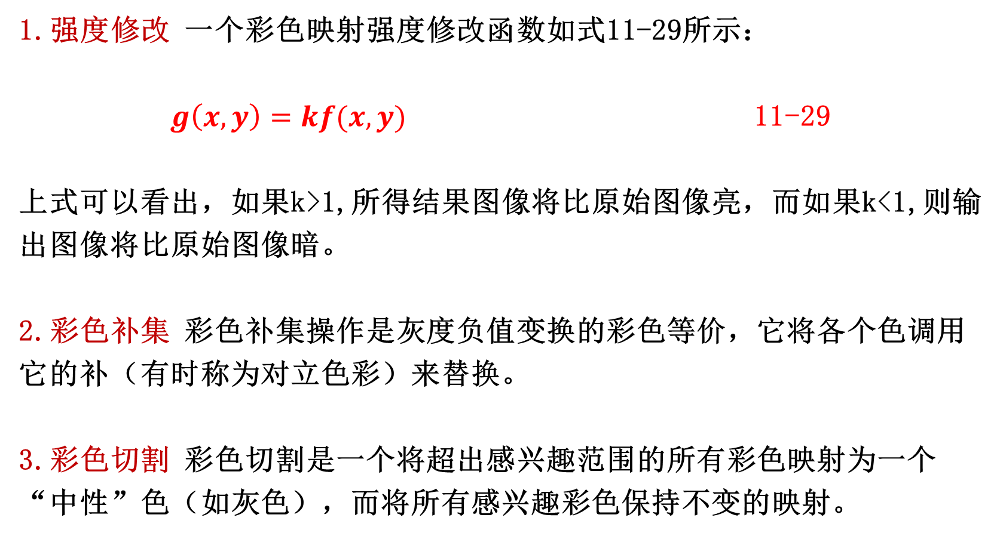 1.强度修改 一个彩色映射强度修改函数如式11-29所示：
g(x,y) = kf(x,y) 11-29
上式可以看出，如果k>1,所得结果图像将比原始图像亮，而如果k<1,则输
出图像将比原始图像暗。
2.彩色补集 彩色补集操作是灰度负值变换的彩色等价，它将各个色调用
它的补（有时称为对立色彩）来替换。
3.彩色切割 彩色切割是一个将超出感兴趣范围的所有彩色映射为一个
“中性”色（如灰色），而将所有感兴趣彩色保持不变的映射。